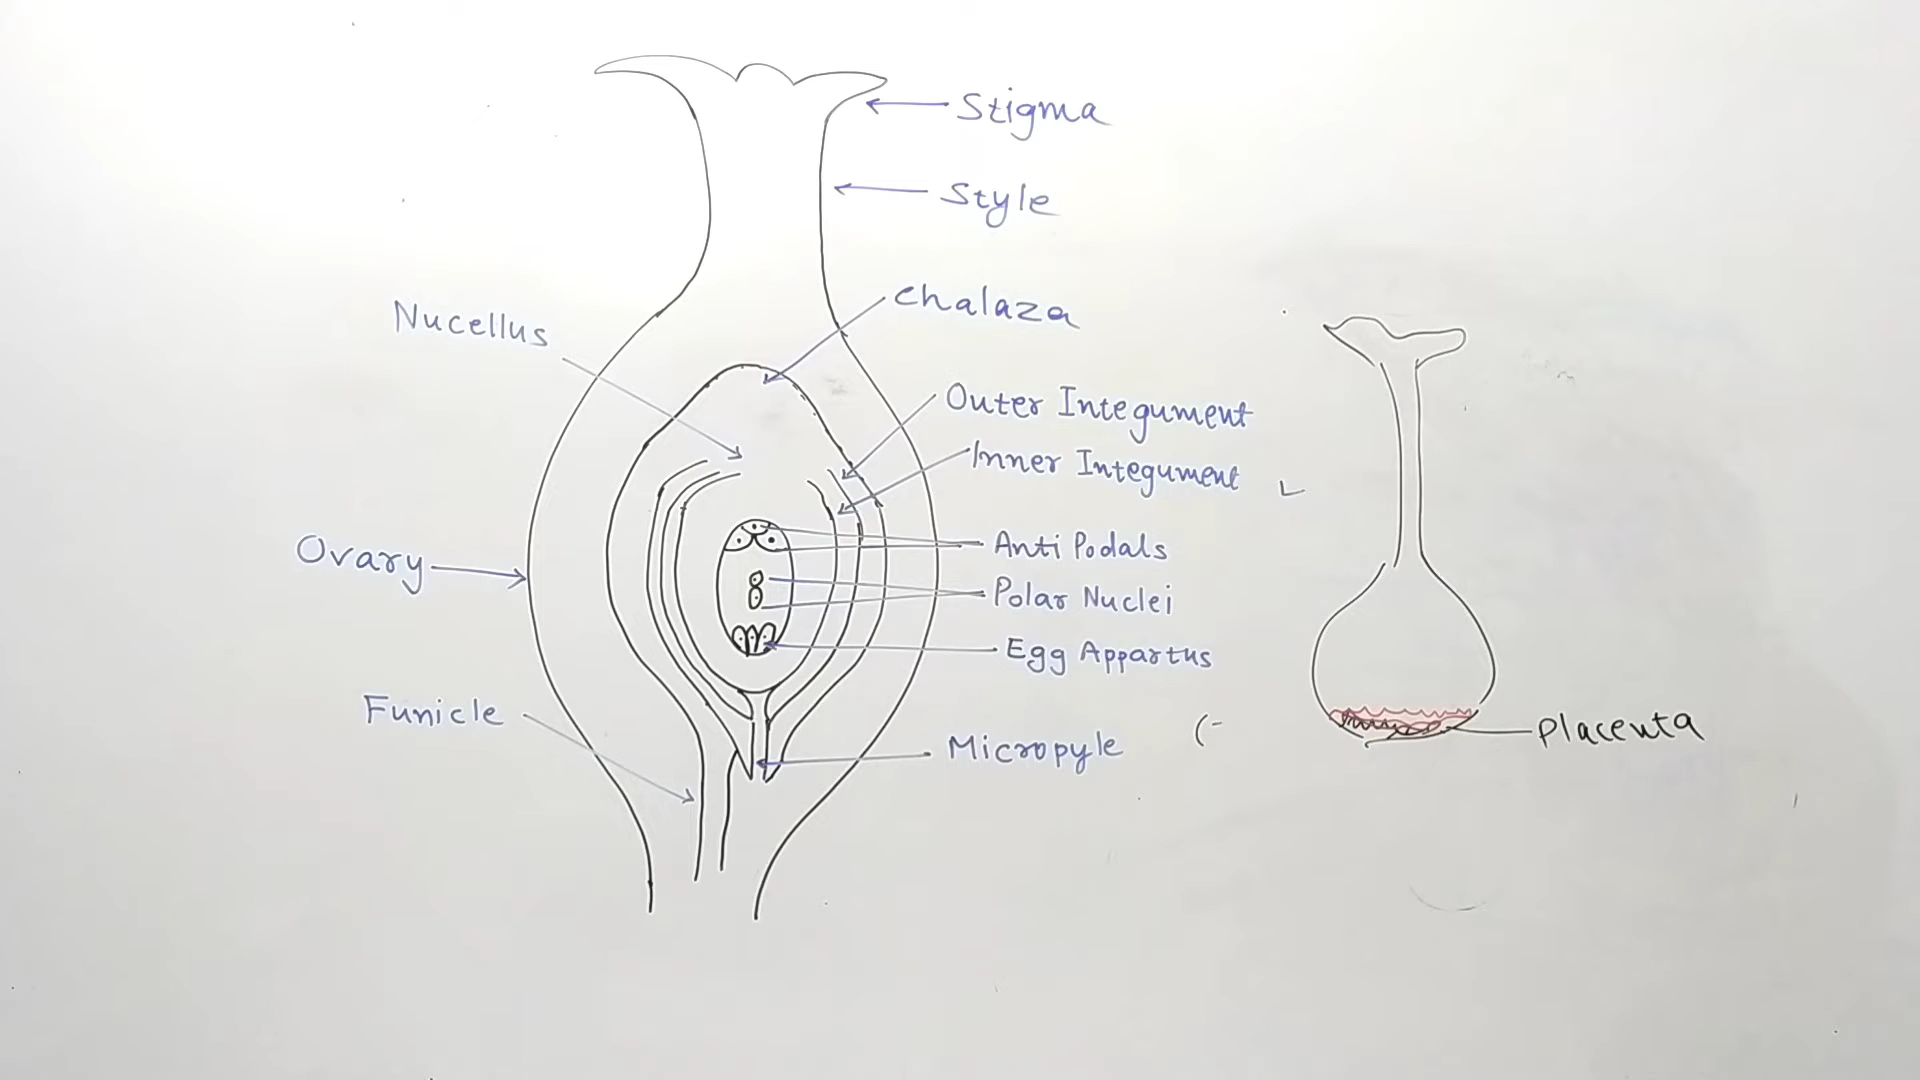 Stigma
Style
Chalaza
Nucellus
Outer Integument
Inner Integument
Ovary
Anti Podals
Polar Nuclei
Egg Appartus
Funicle
Micropyle
Placenta